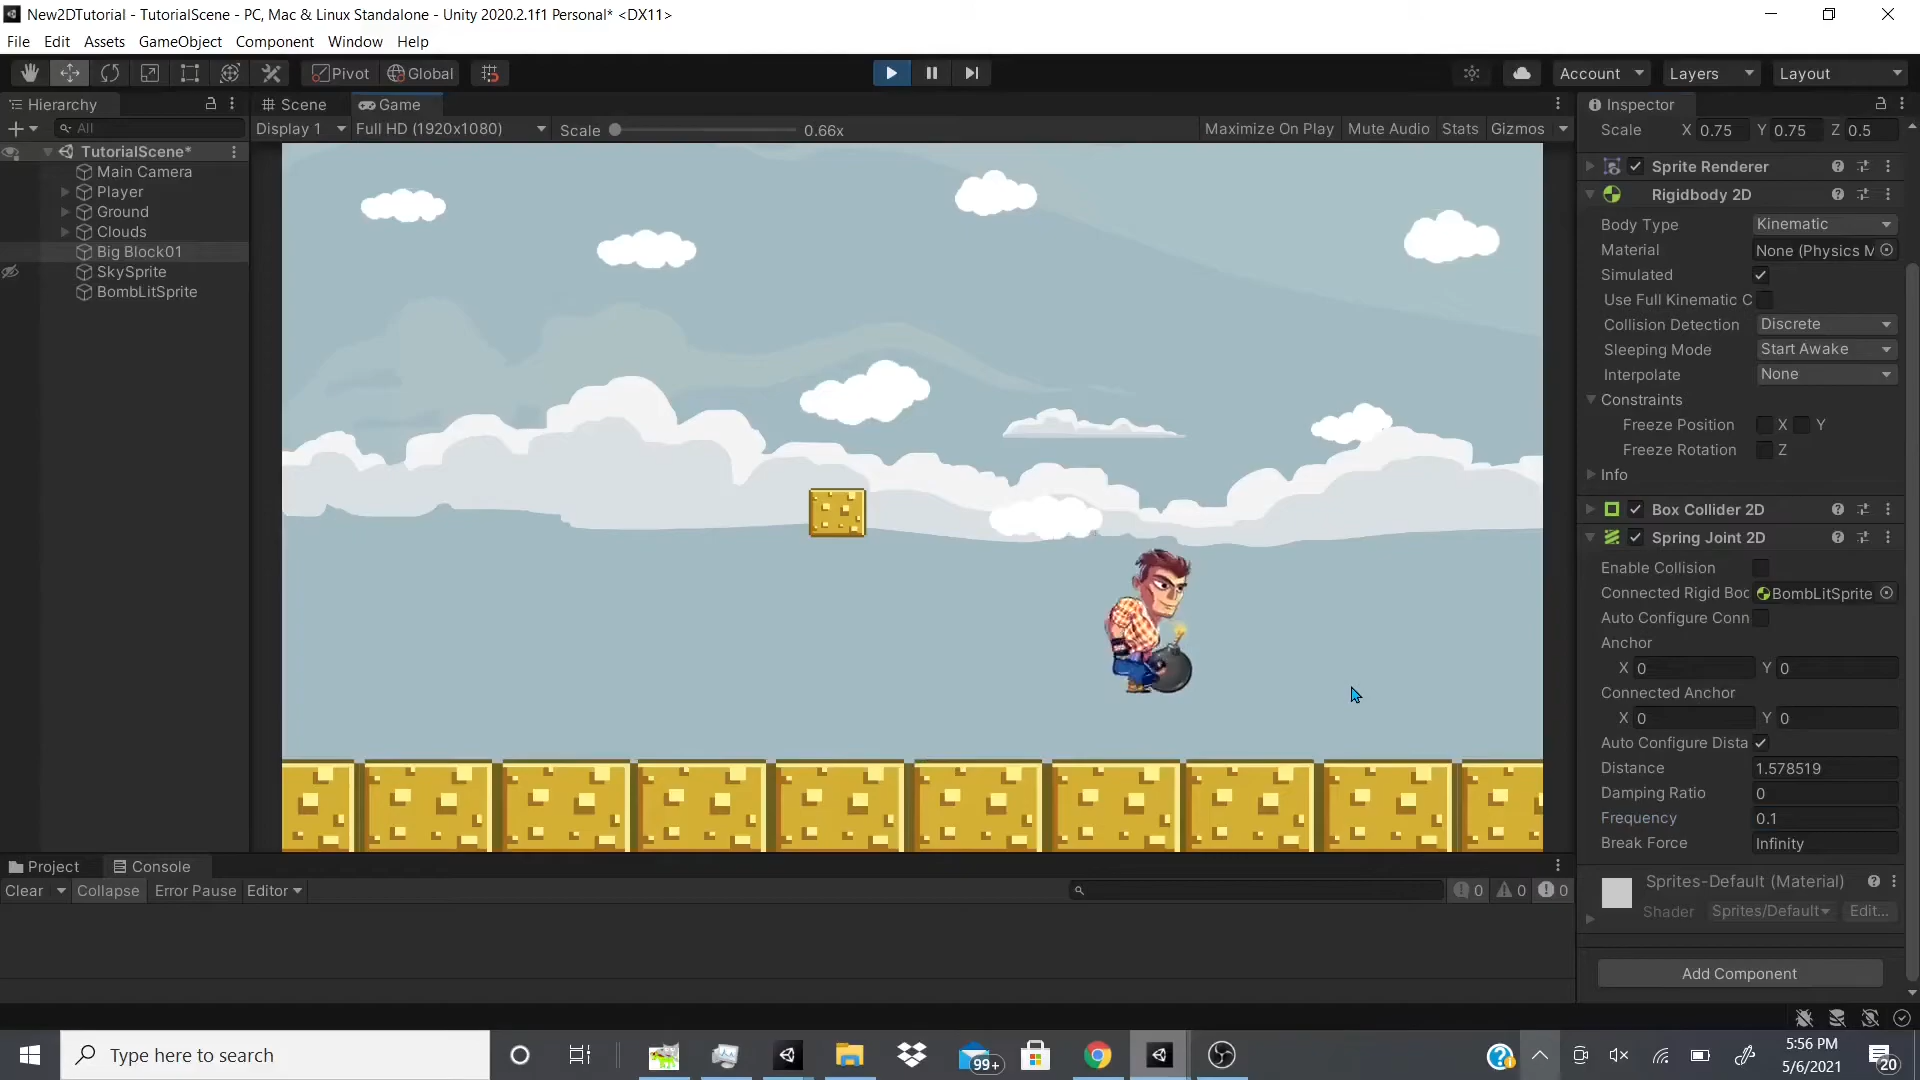 New2DTutorial - TutorialScene - PC, Mac & Linux Standalone - Unity 2020.2.1f1 Personal* <DX11>
File Edit Assets GameObject Component Window Help
Pivot Global Account Layers Layout
Hierarchy Scene Game Inspector
All Display 1 Full HD (1920x1080) Scale 0.66x Maximize On Play Mute Audio Stats Gizmos Scale X 0.75 Y 0.75 Z 0.5
TutorialScene*
Main Camera
Player
Ground
Clouds
Big Block01
SkySprite
BombLitSprite
Sprite Renderer
Rigidbody 2D
Body Type Kinematic
Material None (Physics M
Simulated
Use Full Kinematic C
Collision Detection Discrete
Sleeping Mode Start Awake
Interpolate None
Constraints
Freeze Position X Y
Freeze Rotation Z
Info
Box Collider 2D
Spring Joint 2D
Enable Collision
Connected Rigid Boc BombLitSprite
Auto Configure Conn
Anchor
X 0 Y 0
Connected Anchor
X 0 Y 0
Auto Configure Dista
Distance 1.578519
Damping Ratio 0
Frequency 0.1
Break Force Infinity
Sprites-Default (Material)
Shader Sprites/Default Edit...
Add Component
Project Console
Clear Collapse Error Pause Editor 0 0 0
Type here to search
99+
5:56 PM
5/6/2021
20